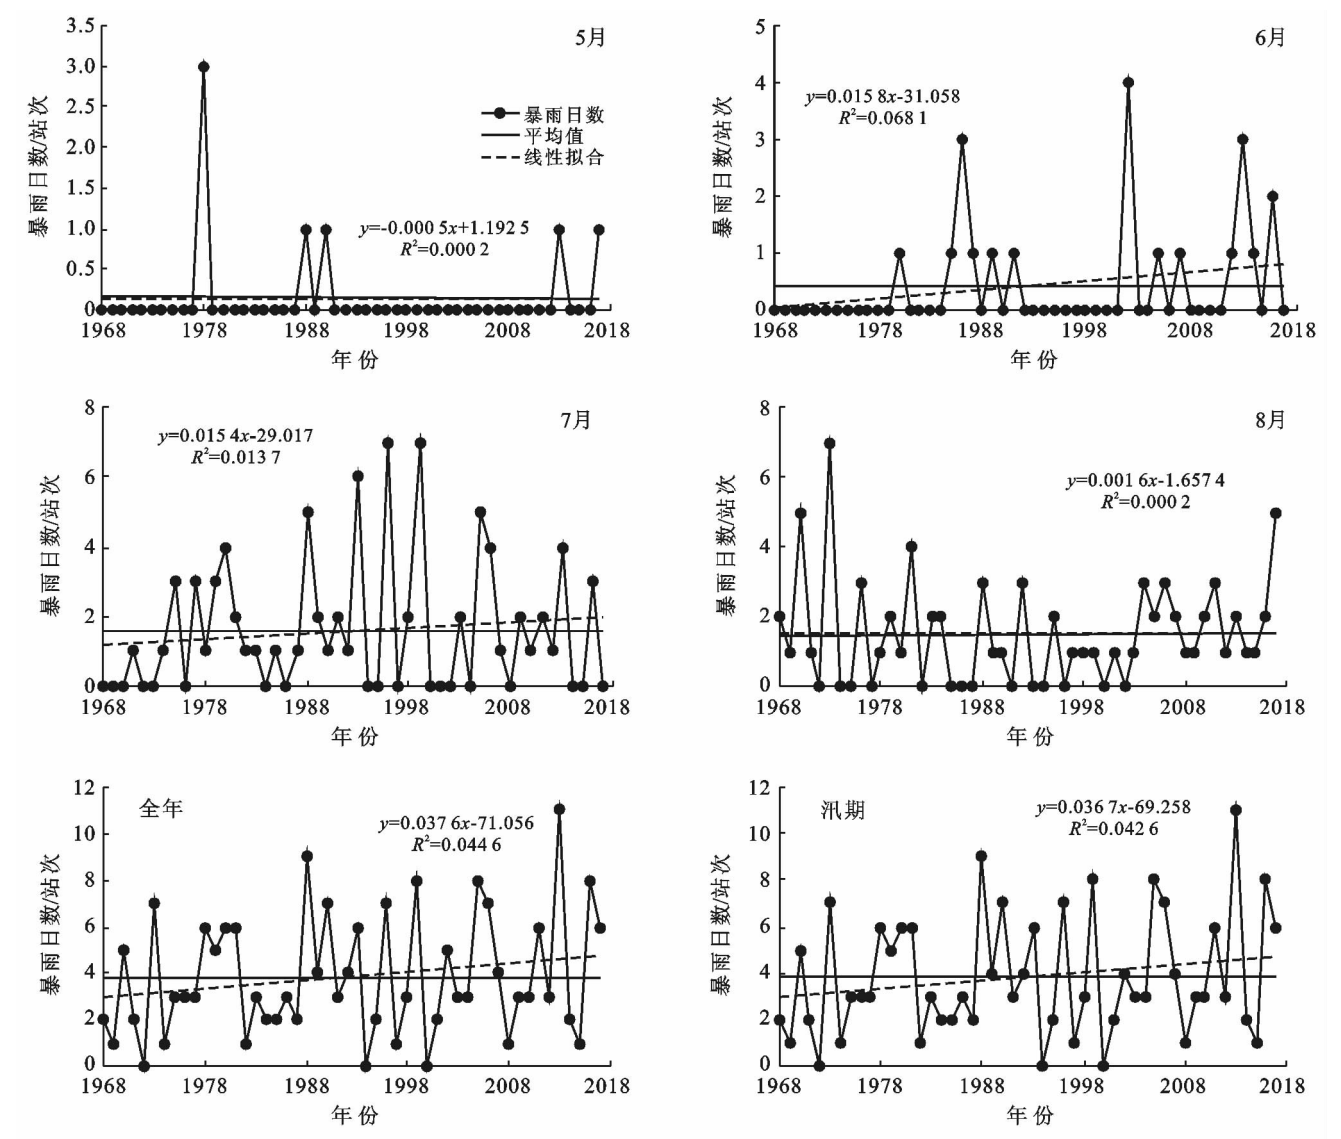 3.5
3.0
2.5
2.0
1.5
1.0
0.5
0
暴雨日数/站次
5月
暴雨日数
平均值
线性拟合
y=-0.000 5x+1.192 5
R²=0.000 2
1968 1978 1988 1998 2008 2018
年份
5
4
3
2
1
0
暴雨日数/站次
6月
y=0.015 8x-31.058
R²=0.068 1
1968 1979 1988 1998 2009 2018
年份
8
6
4
2
0
暴雨日数/站次
7月
y=0.015 4x-29.017
R²=0.013 7
1968 1978 1988 1998 2008 2018
年份
8
6
4
2
0
暴雨日数/站次
8月
y=0.001 6x-1.657 4
R²=0.000 2
1968 1978 1988 1998 2008 2018
年份
12
10
8
6
4
2
0
暴雨日数/站次
全年
y=0.037 6x-71.056
R²=0.044 6
1968 1978 1988 1998 2008 2018
年份
12
10
8
6
4
2
0
暴雨日数/站次
汛期
y=0.036 7x-69.258
R²=0.042 6
1968 1978 1988 1998 2008 2018
年份